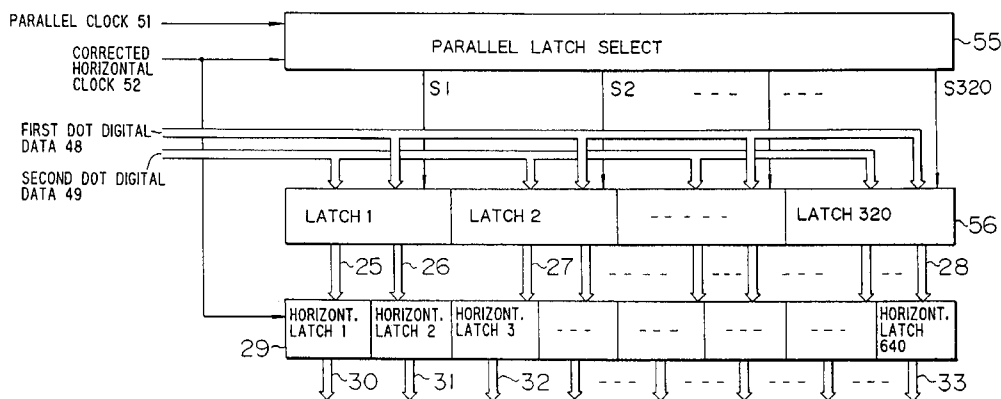 PARALLEL CLOCK 51
CORRECTED
HORIZONTAL
CLOCK 52
PARALLEL LATCH SELECT
55
S1
S2
S320
FIRST DOT DIGITAL
DATA 48
SECOND DOT DIGITAL
DATA 49
LATCH 1
LATCH 2
LATCH 320
56
25
26
27
28
HORIZONT.
LATCH 1
HORIZONT.
LATCH 2
HORIZONT.
LATCH 3
HORIZONT.
LATCH
640
29
30
31
32
33